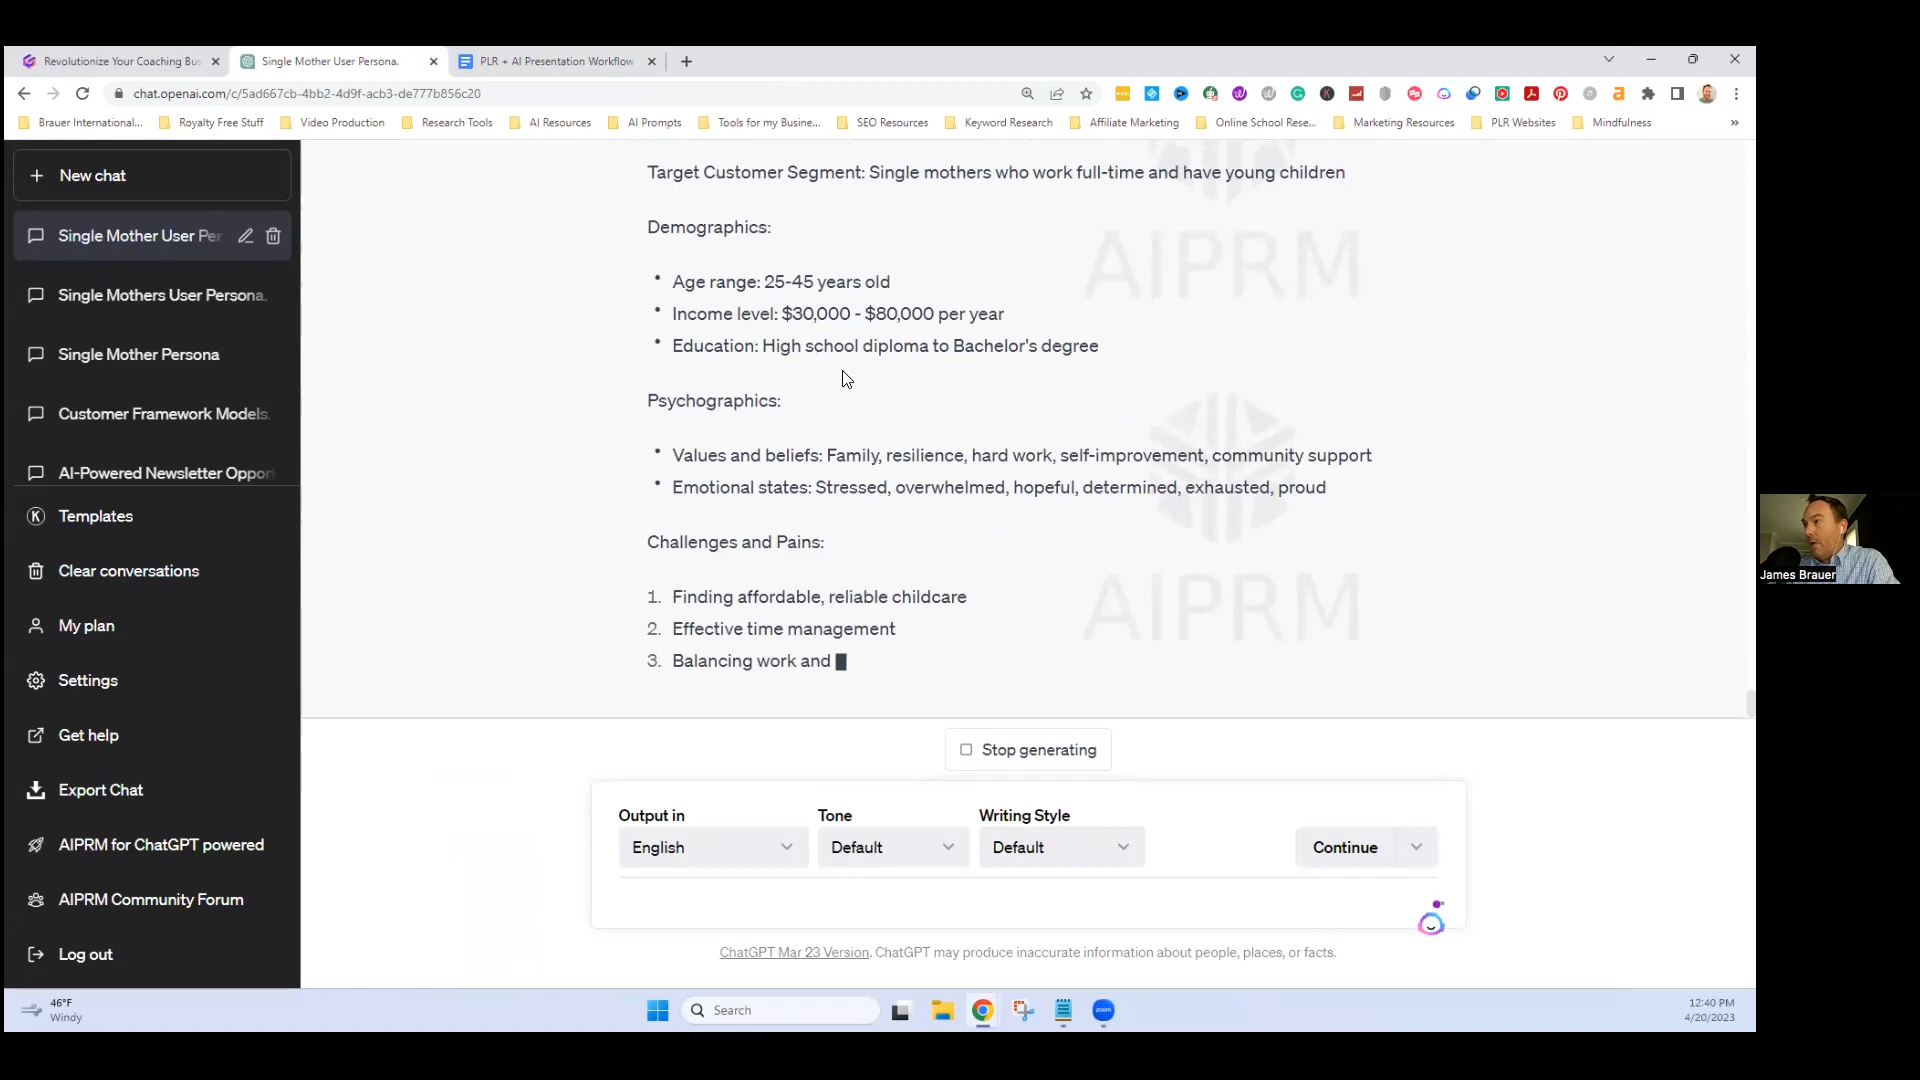 Revolutionize Your Coaching Bus
Single Mother User Persona.
PLR + AI Presentation Workflow
chat.openai.com/c/5ad667cb-4bb2-4d9f-acb3-de777b856c20
Brauer International...
Royalty Free Stuff
Video Production
Research Tools
AI Resources
AI Prompts
Tools for my Busine...
SEO Resources
Keyword Research
Affiliate Marketing
Online School Rese...
Marketing Resources
PLR Websites
Mindfulness
»
+ New chat
Single Mother User Per
Single Mothers User Persona.
Single Mother Persona
Customer Framework Models.
AI-Powered Newsletter Oppor
Templates
Clear conversations
My plan
Settings
Get help
Export Chat
AIPRM for ChatGPT powered
AIPRM Community Forum
Log out
Target Customer Segment: Single mothers who work full-time and have young children
Demographics:
• Age range: 25-45 years old
• Income level: $30,000 - $80,000 per year
• Education: High school diploma to Bachelor's degree
Psychographics:
• Values and beliefs: Family, resilience, hard work, self-improvement, community support
• Emotional states: Stressed, overwhelmed, hopeful, determined, exhausted, proud
Challenges and Pains:
1. Finding affordable, reliable childcare
2. Effective time management
3. Balancing work and
AIPRM
AIPRM
Stop generating
Output in
Tone
Writing Style
English
Default
Default
Continue
ChatGPT Mar 23 Version. ChatGPT may produce inaccurate information about people, places, or facts.
James Brauer
46°F
Windy
Search
zoom
12:40 PM
4/20/2023